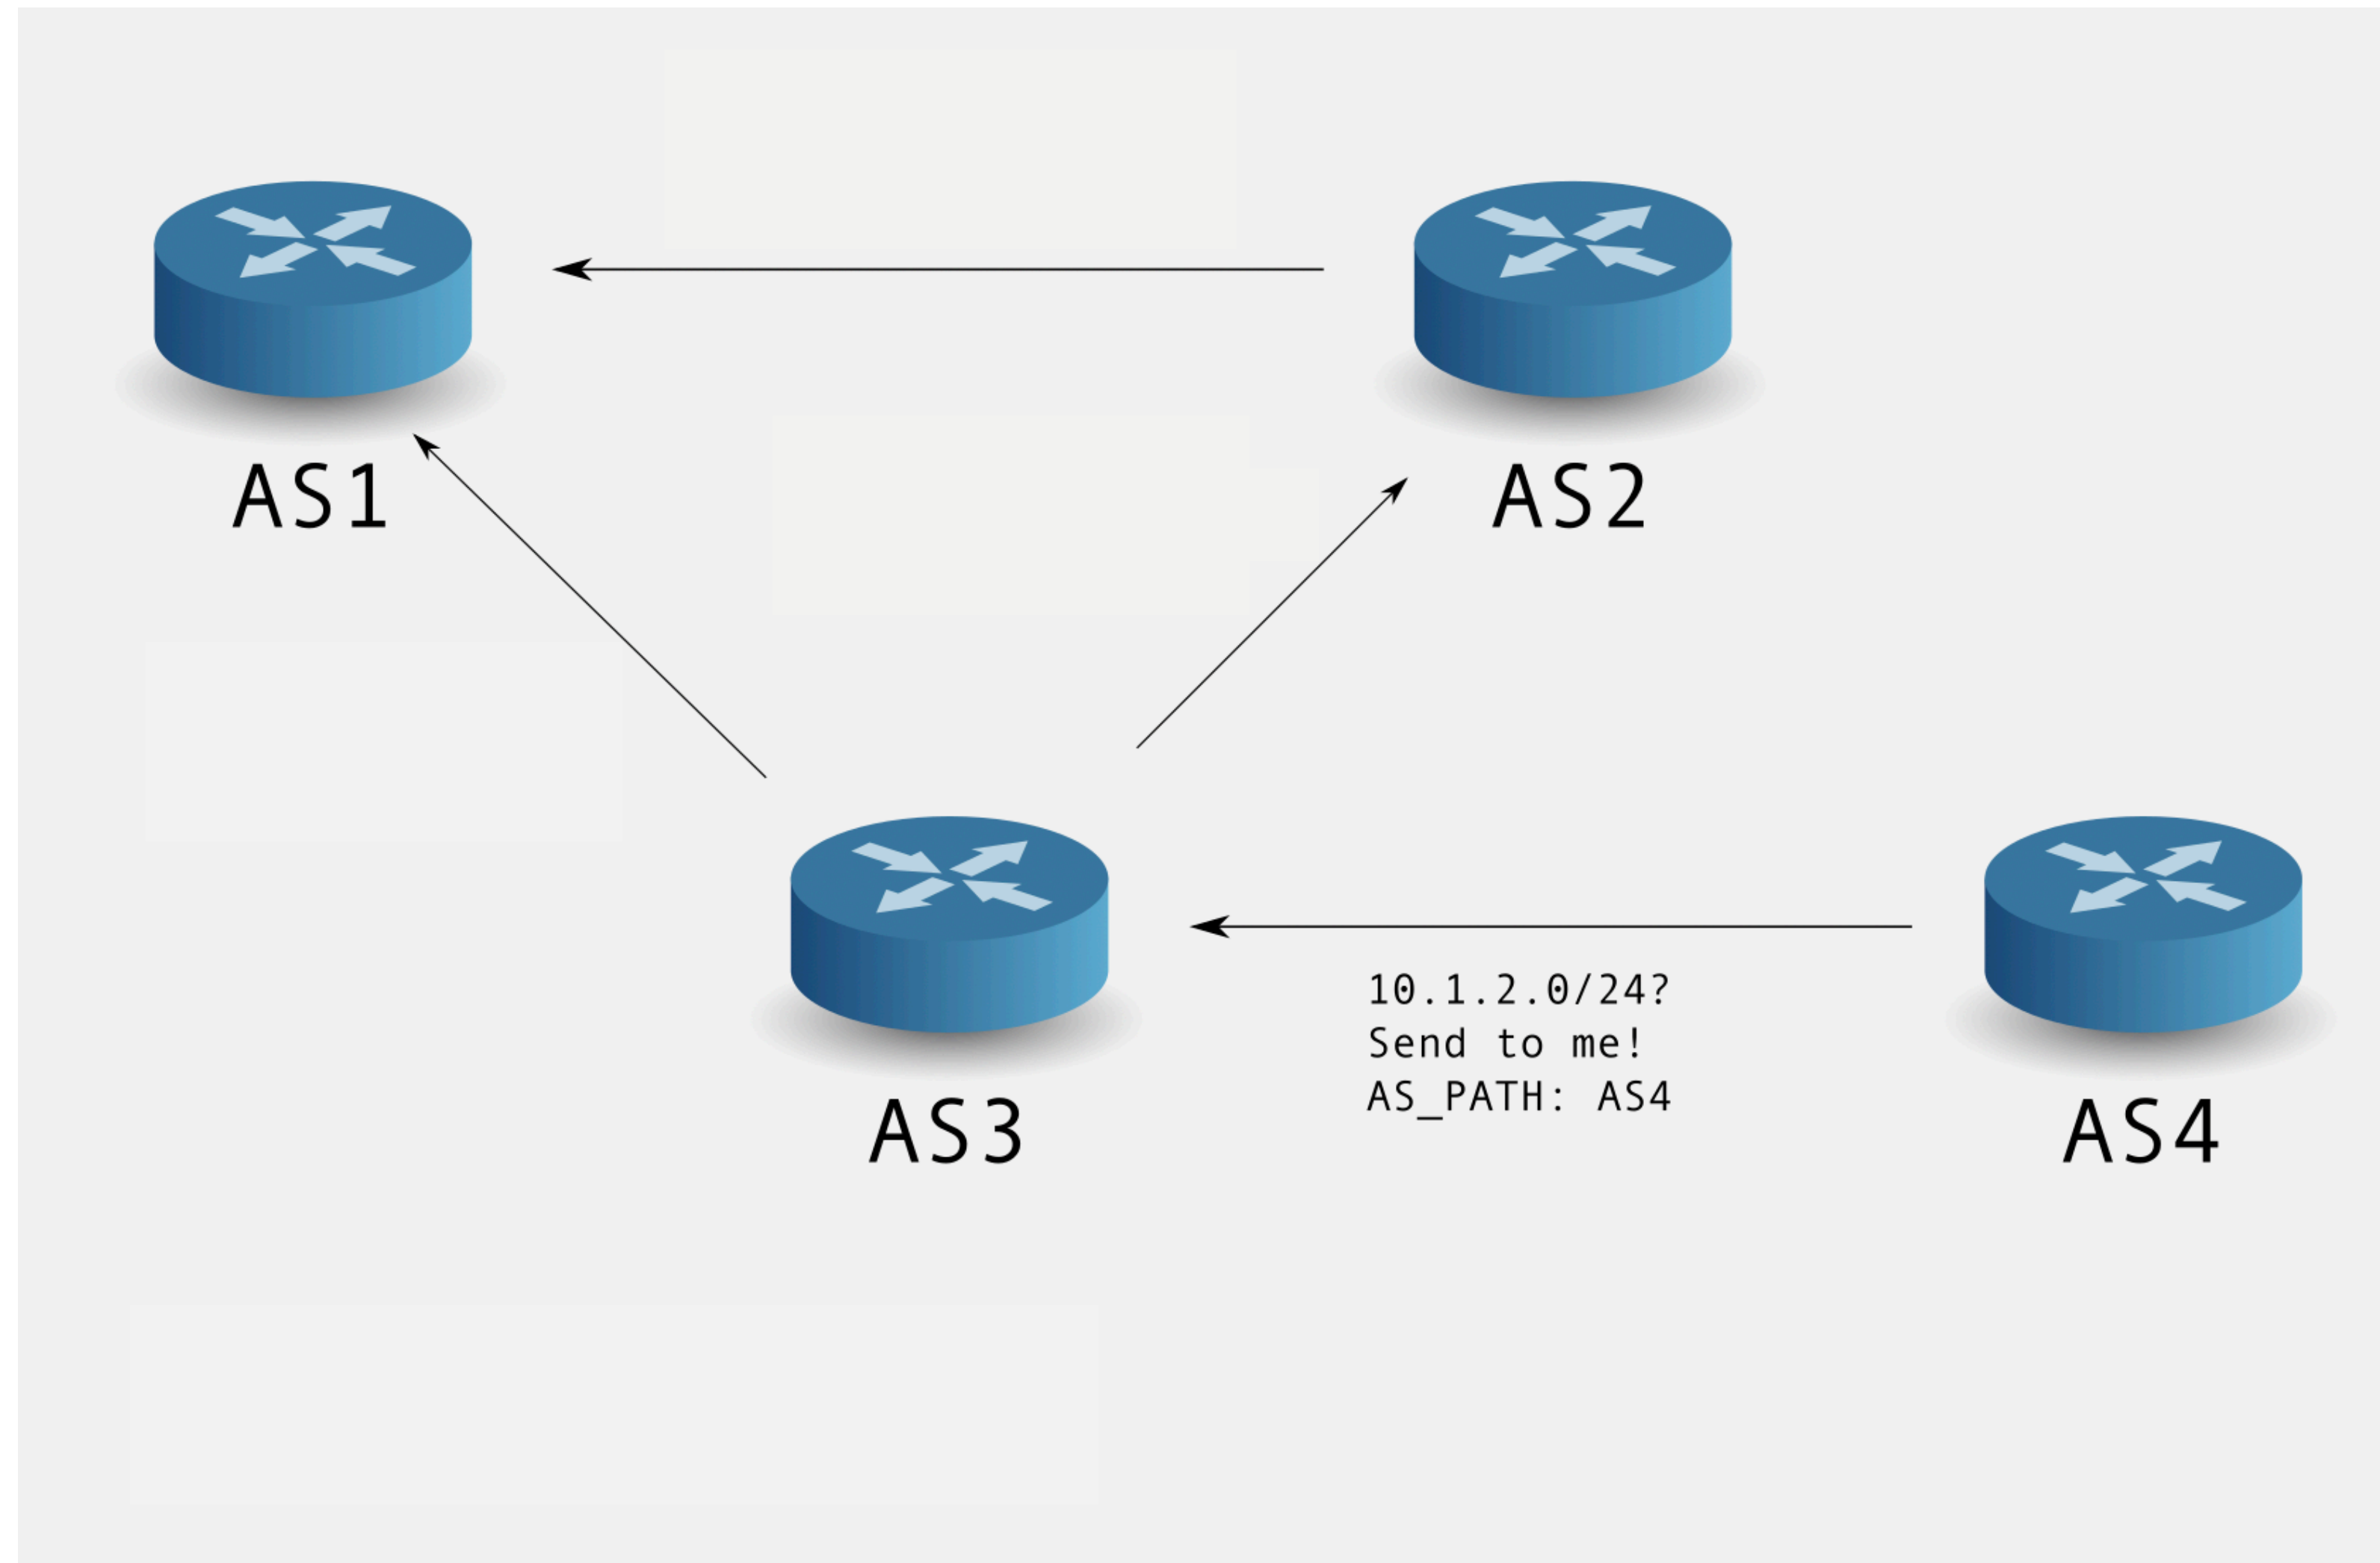 AS1
AS2
10.1.2.0/24?
Send to me!
AS_PATH: AS4
AS3
AS4